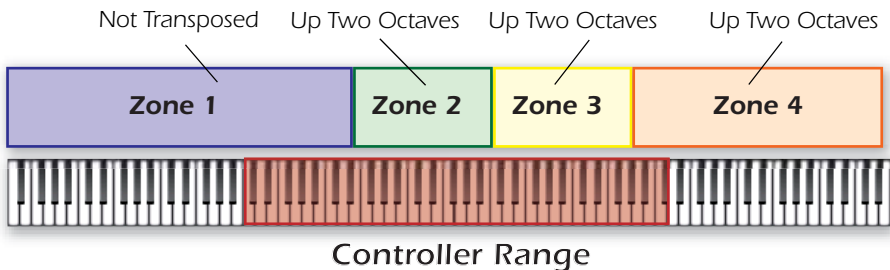 Not Transposed Up Two Octaves Up Two Octaves Up Two Octaves
Zone 1 Zone 2 Zone 3 Zone 4
Controller Range